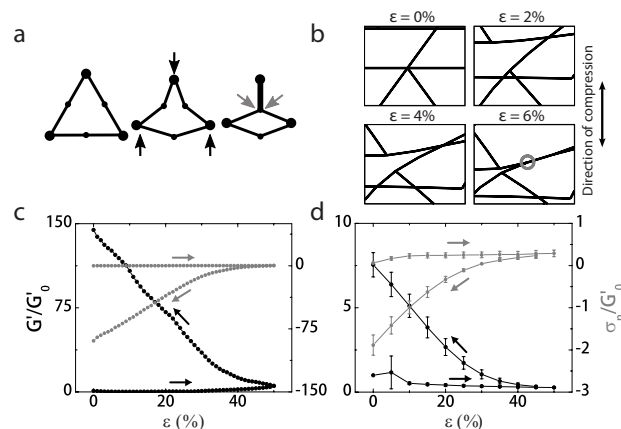 a
b
ε = 0%
ε = 2%
ε = 4%
ε = 6%
Direction of compression
c
150
75
0
G'/G'₀
0
-75
-150
0
20
40
ε (%)
d
10
5
0
1
0
-1
-2
-3
σₙ/G'₀
0
20
40
ε (%)